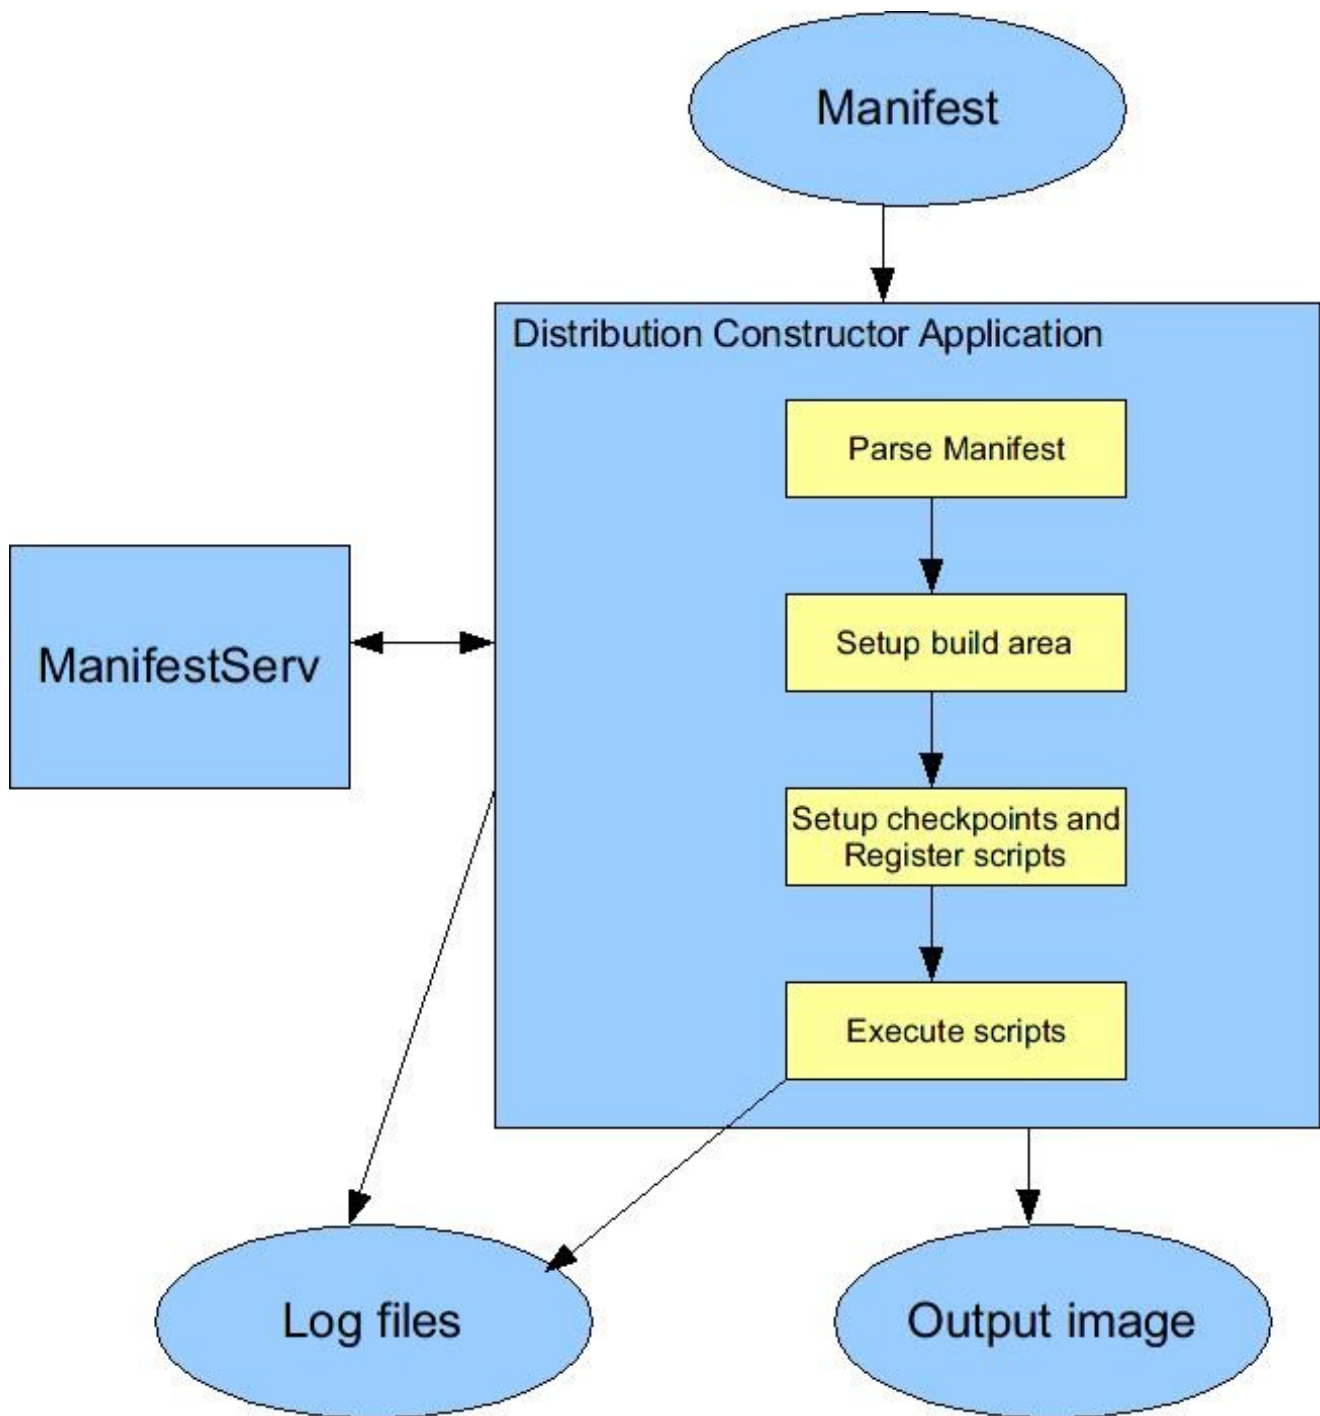 Manifest
Distribution Constructor Application
Parse Manifest
Setup build area
ManifestServ
Setup checkpoints and
Register scripts
Execute scripts
Log files
Output image